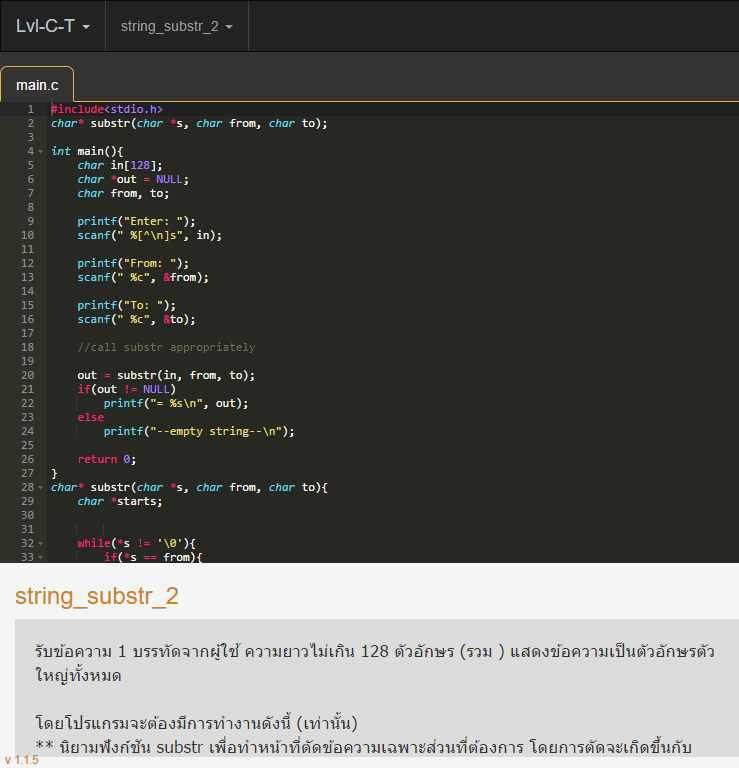 Lvl-C-T string_substr_2
main.c
1 #include<stdio.h>
2 char* substr(char *s, char from, char to);
3
4 int main(){
5 char in[128];
6 char *out = NULL;
7 char from, to;
8
9 printf("Enter: ");
10 scanf(" %[^\n]s", in);
11
12 printf("From: ");
13 scanf(" %c", &from);
14
15 printf("To: ");
16 scanf(" %c", &to);
17
18 //call substr appropriately
19
20 out = substr(in, from, to);
21 if(out != NULL)
22 printf("= %s\n", out);
23 else
24 printf("--empty string--\n");
25
26 return 0;
27 }
28 char* substr(char *s, char from, char to){
29 char *starts;
30
31
32 while(*s != '\0'){
33 if(*s == from){
string_substr_2
รับข้อความ 1 บรรทัดจากผู้ใช้ ความยาวไม่เกิน 128 ตัวอักษร (รวม ) แสดงข้อความเป็นตัวอักษรตัว
ใหญ่ทั้งหมด
โดยโปรแกรมจะต้องมีการทำงานดังนี้ (เท่านั้น)
** นิยามฟังก์ชัน substr เพื่อทำหน้าที่ตัดข้อความเฉพาะส่วนที่ต้องการ โดยการตัดจะเกิดขึ้นกับ
v 1.1.5